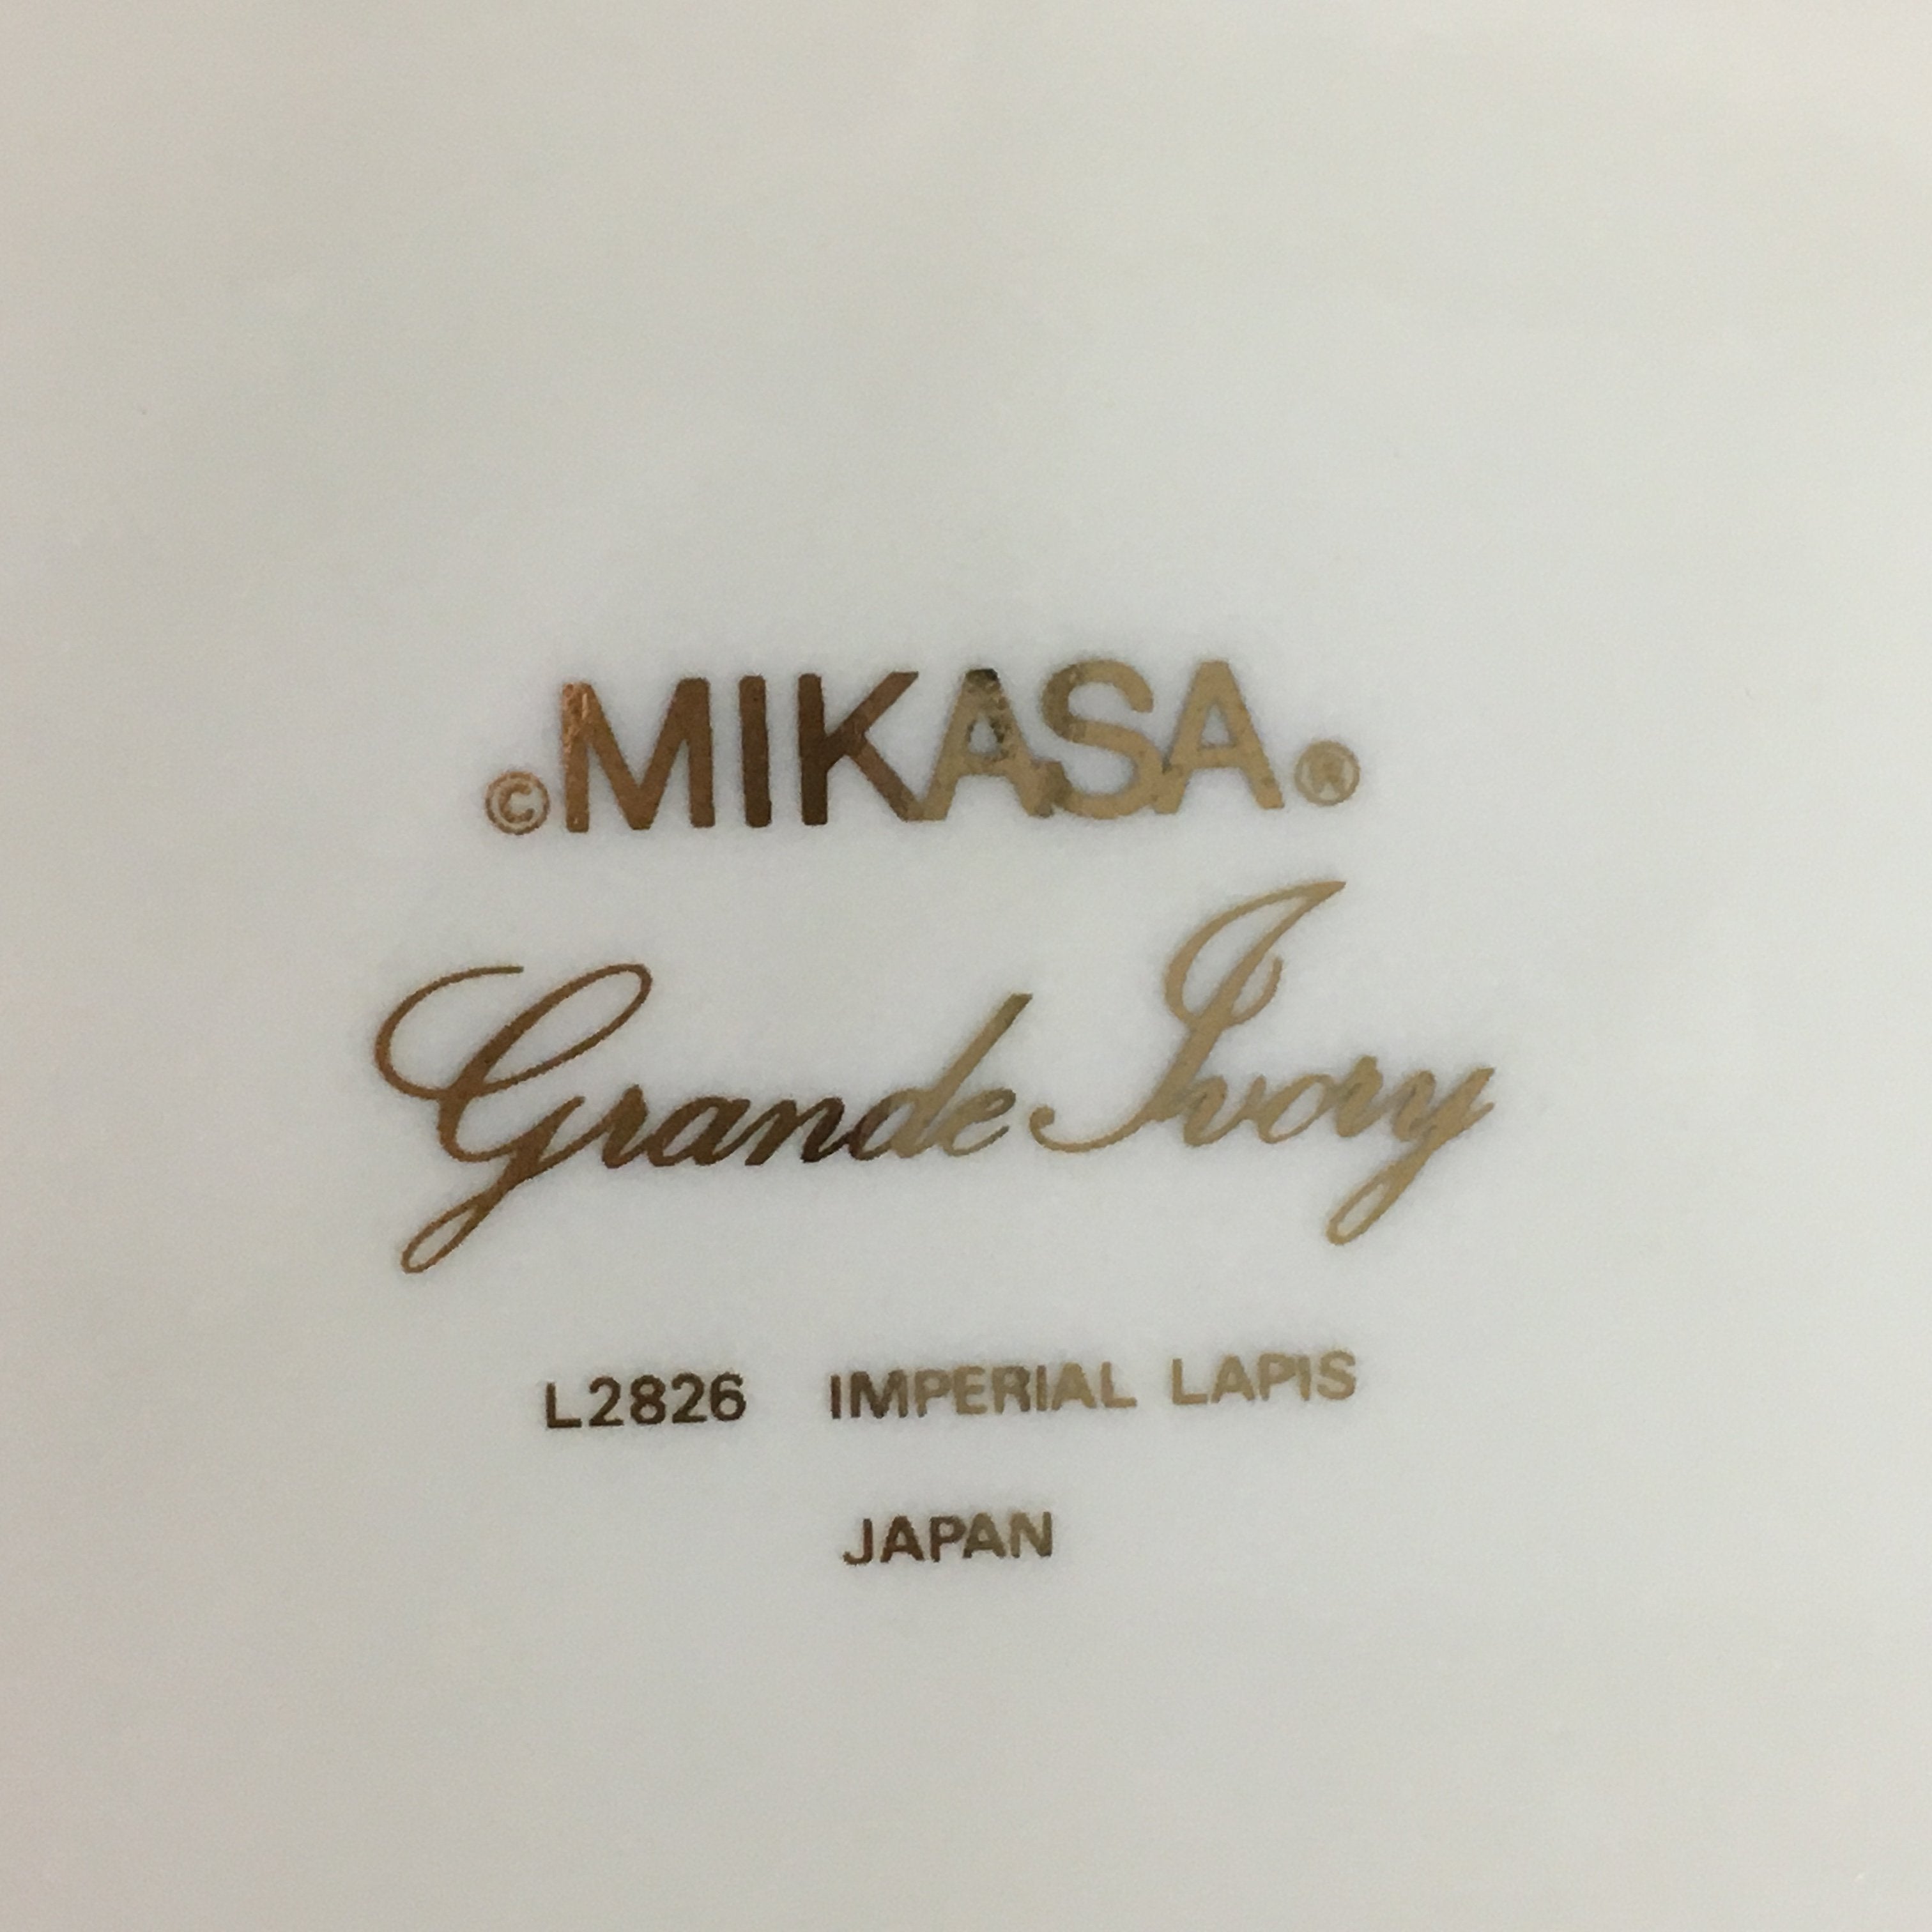 ©MIKASA®
Grande Ivory
L2826 IMPERIAL LAPIS
JAPAN